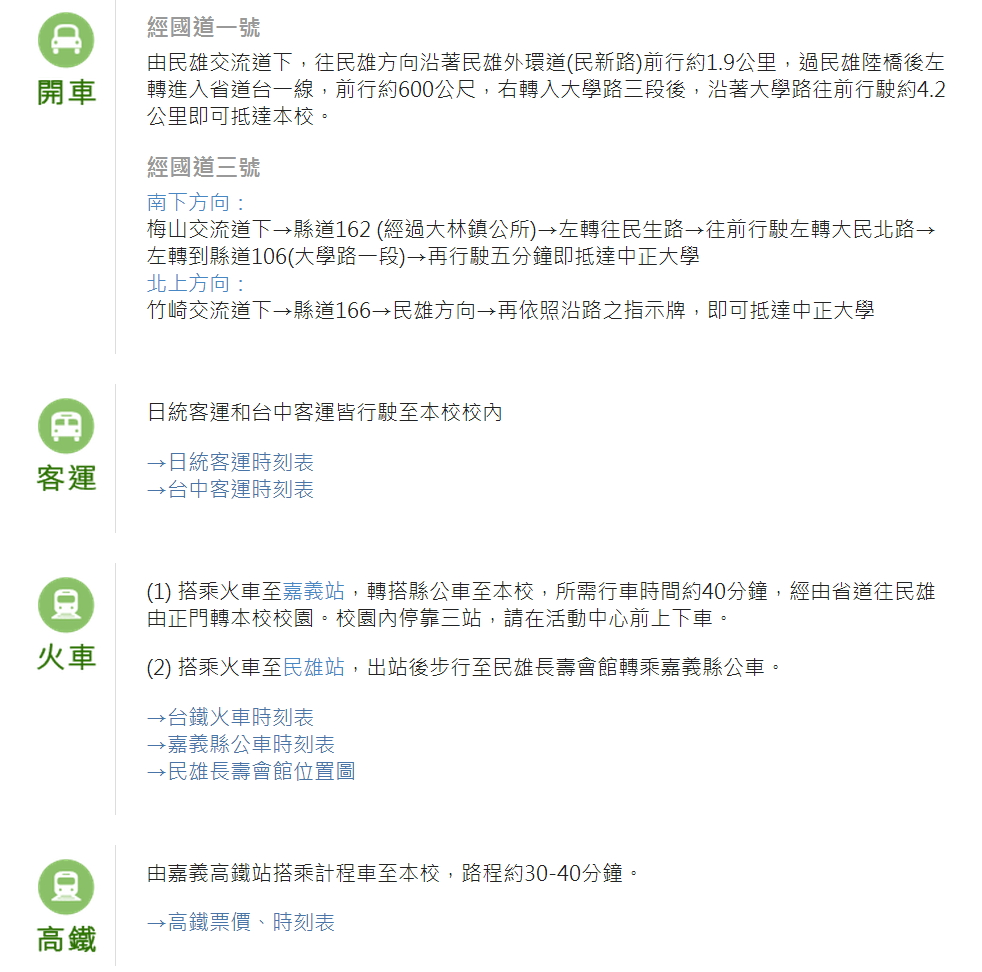 開車
經國道一號
由民雄交流道下，往民雄方向沿著民雄外環道(民新路)前行約1.9公里，過民雄陸橋後左
轉進入省道台一線，前行約600公尺，右轉入大學路三段後，沿著大學路往前行駛約4.2
公里即可抵達本校。
經國道三號
南下方向：
梅山交流道下→縣道162 (經過大林鎮公所)→左轉往民生路→往前行駛左轉大民北路→
左轉到縣道106(大學路一段)→再行駛五分鐘即抵達中正大學
北上方向：
竹崎交流道下→縣道166→民雄方向→再依照沿路之指示牌，即可抵達中正大學
客運
日統客運和台中客運皆行駛至本校校內
→日統客運時刻表
→台中客運時刻表
火車
(1) 搭乘火車至嘉義站，轉搭縣公車至本校，所需行車時間約40分鐘，經由省道往民雄
由正門轉本校校園。校園內停靠三站，請在活動中心前上下車。
(2) 搭乘火車至民雄站，出站後步行至民雄長壽會館轉乘嘉義縣公車。
→台鐵火車時刻表
→嘉義縣公車時刻表
→民雄長壽會館位置圖
高鐵
由嘉義高鐵站搭乘計程車至本校，路程約30-40分鐘。
→高鐵票價、時刻表